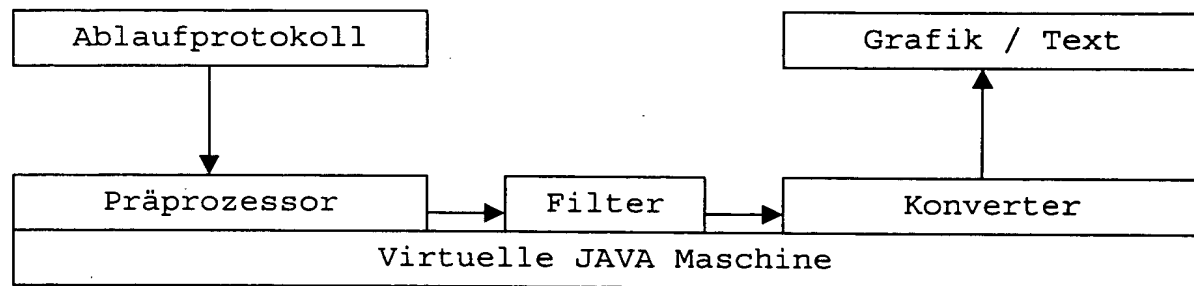 Ablaufprotokoll
Grafik / Text
Präprozessor
Filter
Konverter
Virtuelle JAVA Maschine